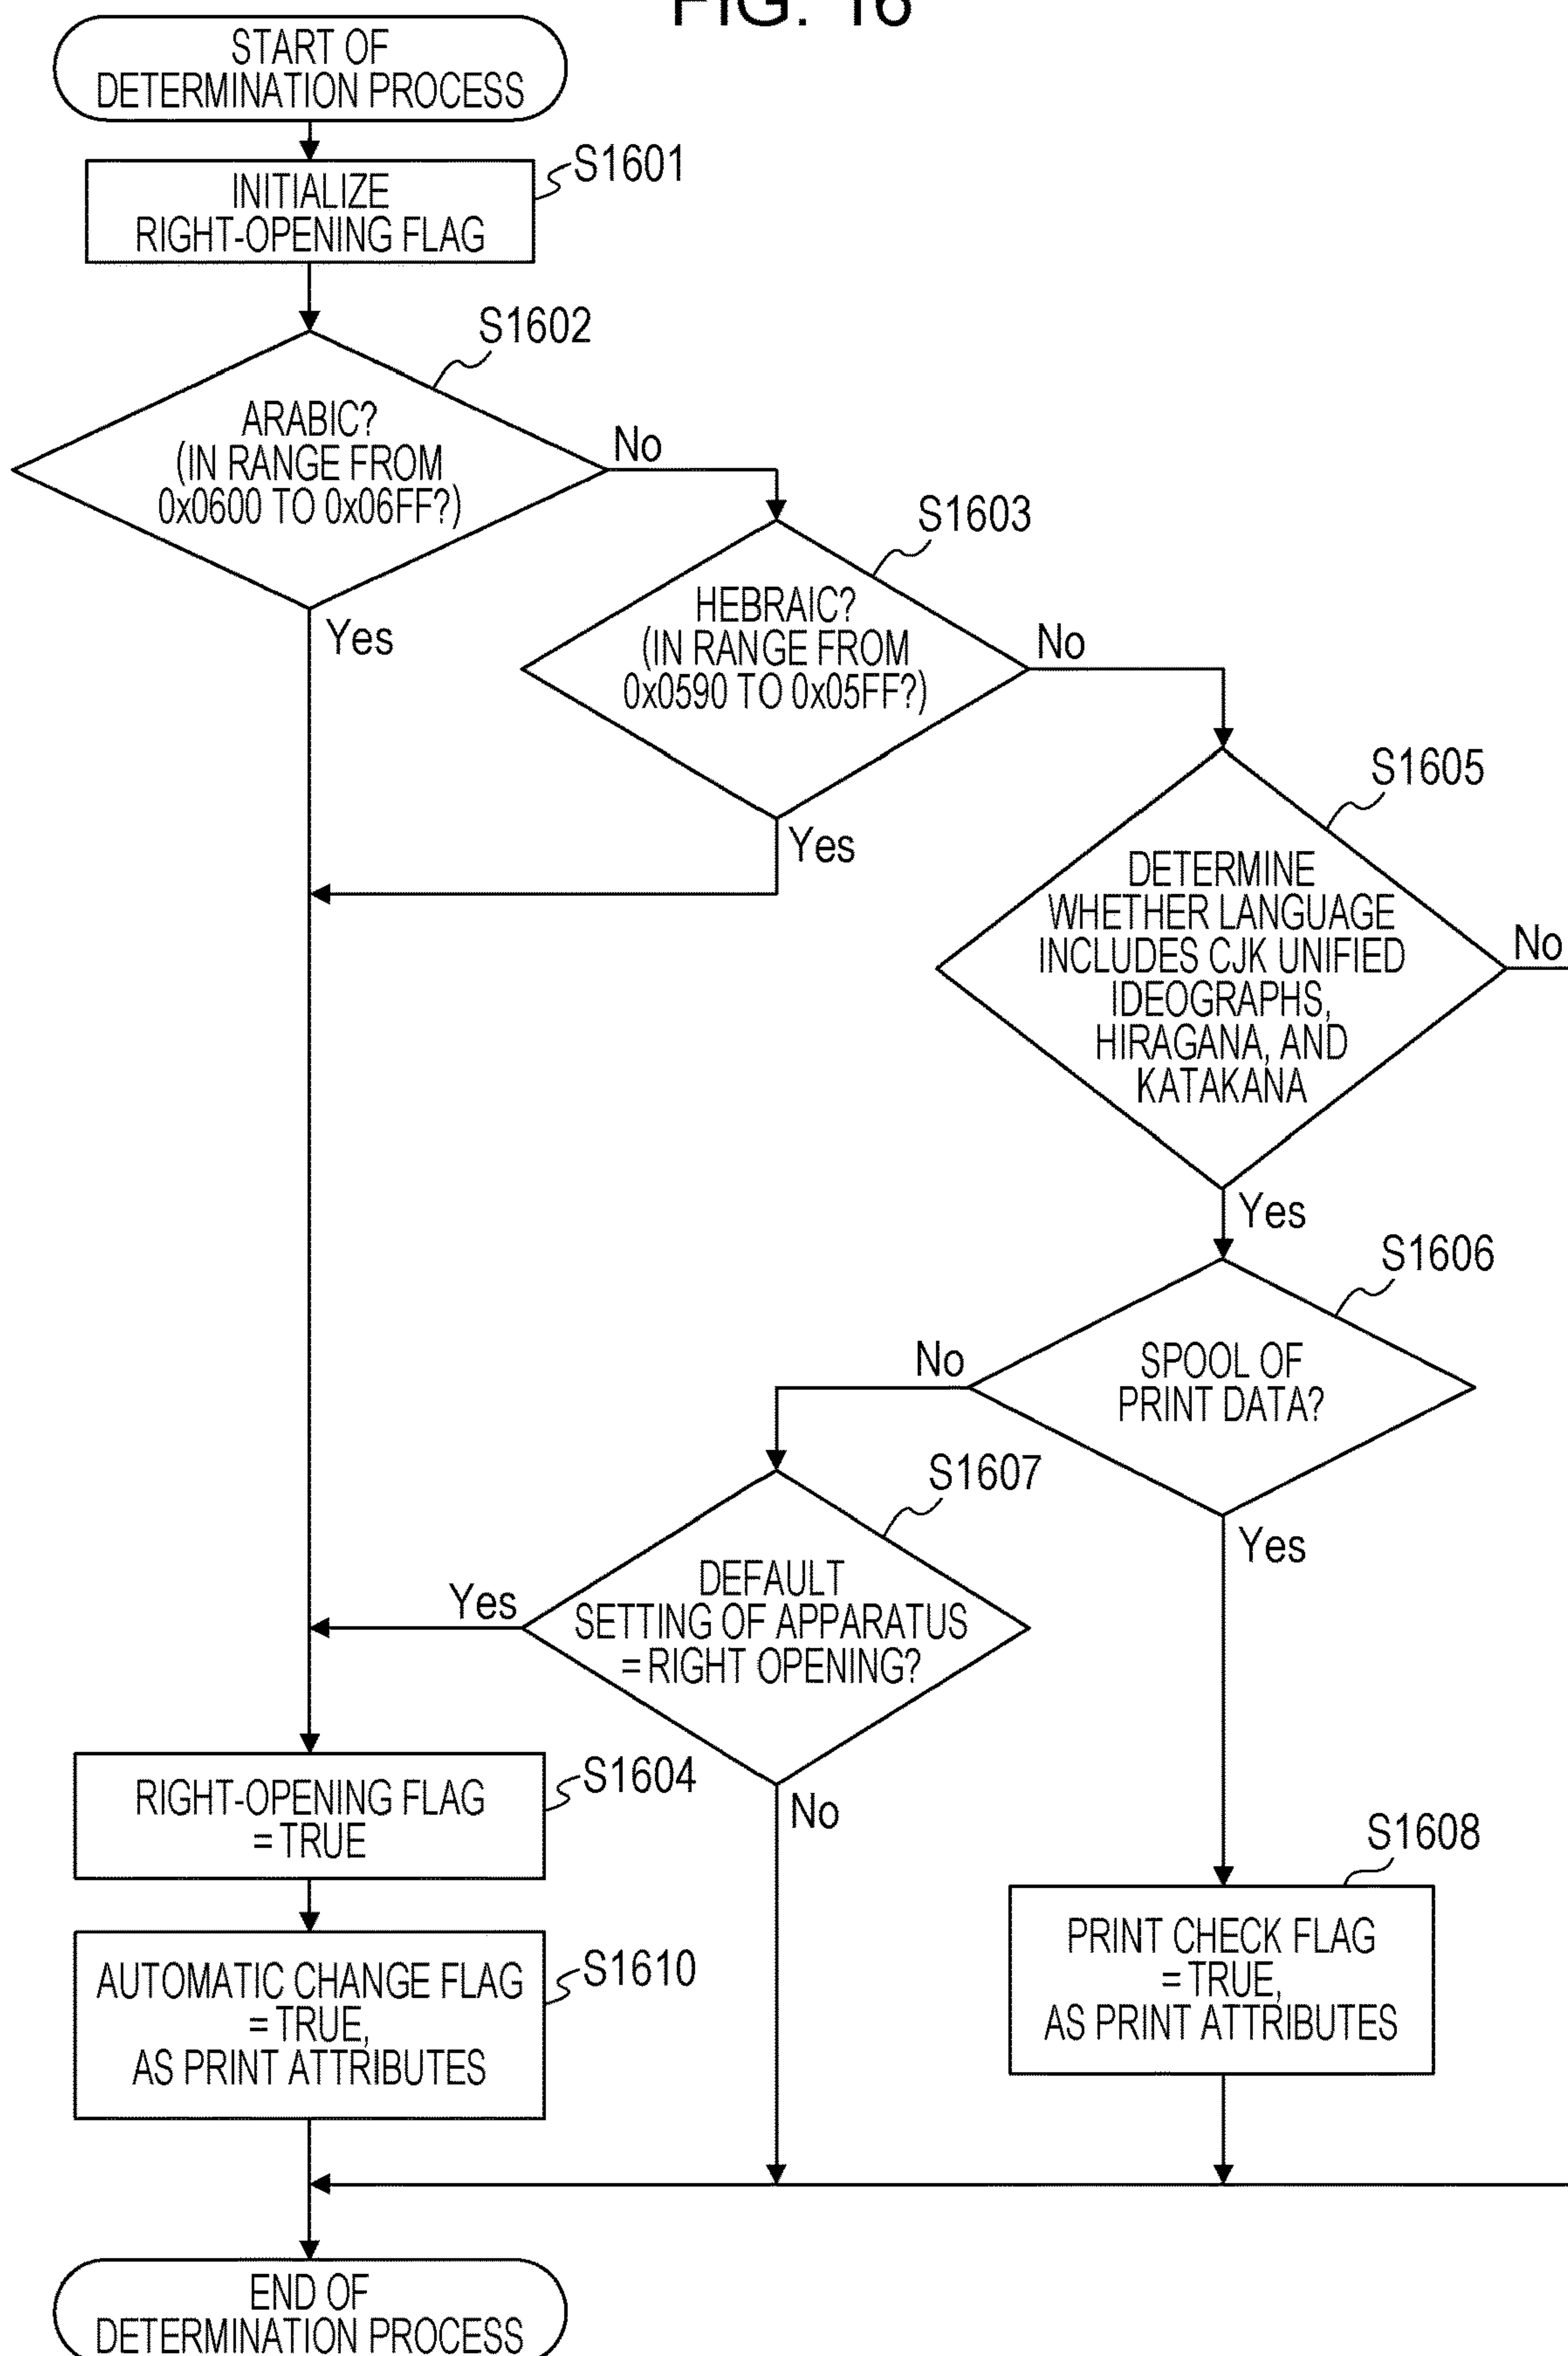 FIG. 16
START OF
DETERMINATION PROCESS
S1601
INITIALIZE
RIGHT-OPENING FLAG
S1602
ARABIC?
(IN RANGE FROM
0x0600 TO 0x06FF?)
No
Yes
S1603
HEBRAIC?
(IN RANGE FROM
0x0590 TO 0x05FF?)
No
Yes
S1605
DETERMINE
WHETHER LANGUAGE
INCLUDES CJK UNIFIED
IDEOGRAPHS,
HIRAGANA, AND
KATAKANA
No
Yes
S1606
SPOOL OF
PRINT DATA?
No
Yes
S1607
DEFAULT
SETTING OF APPARATUS
= RIGHT OPENING?
Yes
No
S1604
RIGHT-OPENING FLAG
= TRUE
S1608
PRINT CHECK FLAG
= TRUE,
AS PRINT ATTRIBUTES
S1610
AUTOMATIC CHANGE FLAG
= TRUE,
AS PRINT ATTRIBUTES
END OF
DETERMINATION PROCESS